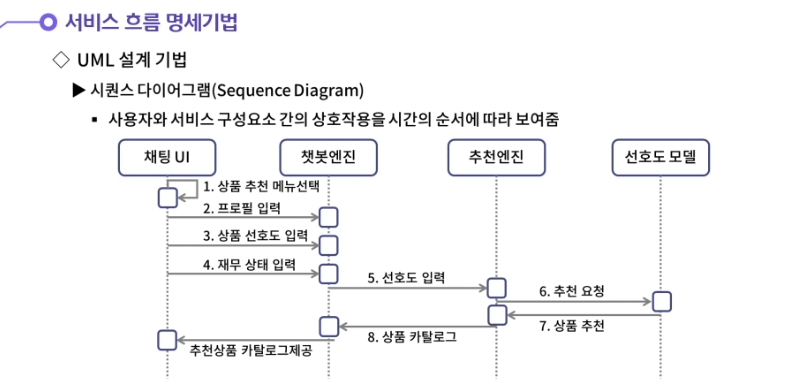 서비스 흐름 명세기법
◇ UML 설계 기법
▶ 시퀀스 다이어그램(Sequence Diagram)
▪ 사용자와 서비스 구성요소 간의 상호작용을 시간의 순서에 따라 보여줌
채팅 UI 챗봇엔진 추천엔진 선호도 모델
1. 상품 추천 메뉴선택
2. 프로필 입력
3. 상품 선호도 입력
4. 재무 상태 입력
5. 선호도 입력
6. 추천 요청
7. 상품 추천
8. 상품 카탈로그
추천상품 카탈로그제공